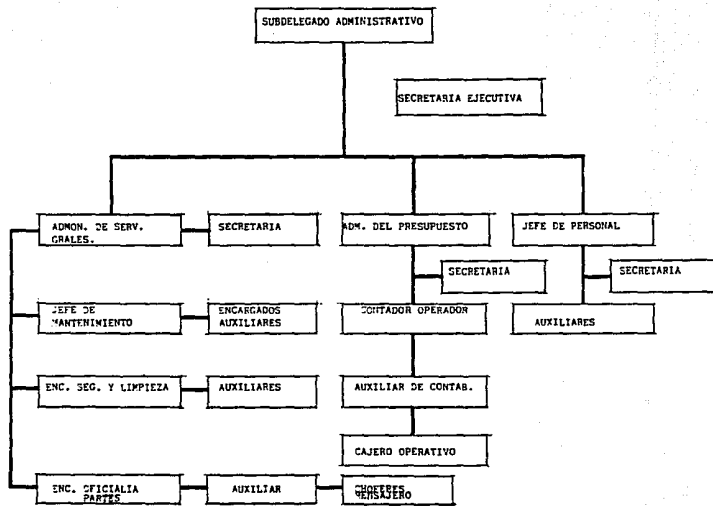 SUBDELEGADO ADMINISTRATIVO
SECRETARIA EJECUTIVA
ADMON. DE SERV.
GRALES.
SECRETARIA
ADM. DEL PRESUPUESTO
JEFE DE PERSONAL
SECRETARIA
SECRETARIA
JEFE DE
MANTENIMIENTO
ENCARGADOS
AUXILIARES
CONTADOR OPERADOR
AUXILIARES
ENC. SEG. Y LIMPIEZA
AUXILIARES
AUXILIAR DE CONTAB.
CAJERO OPERATIVO
ENC. OFICIALIA
PARTES
AUXILIAR
CHOFERES
MENSAJERO